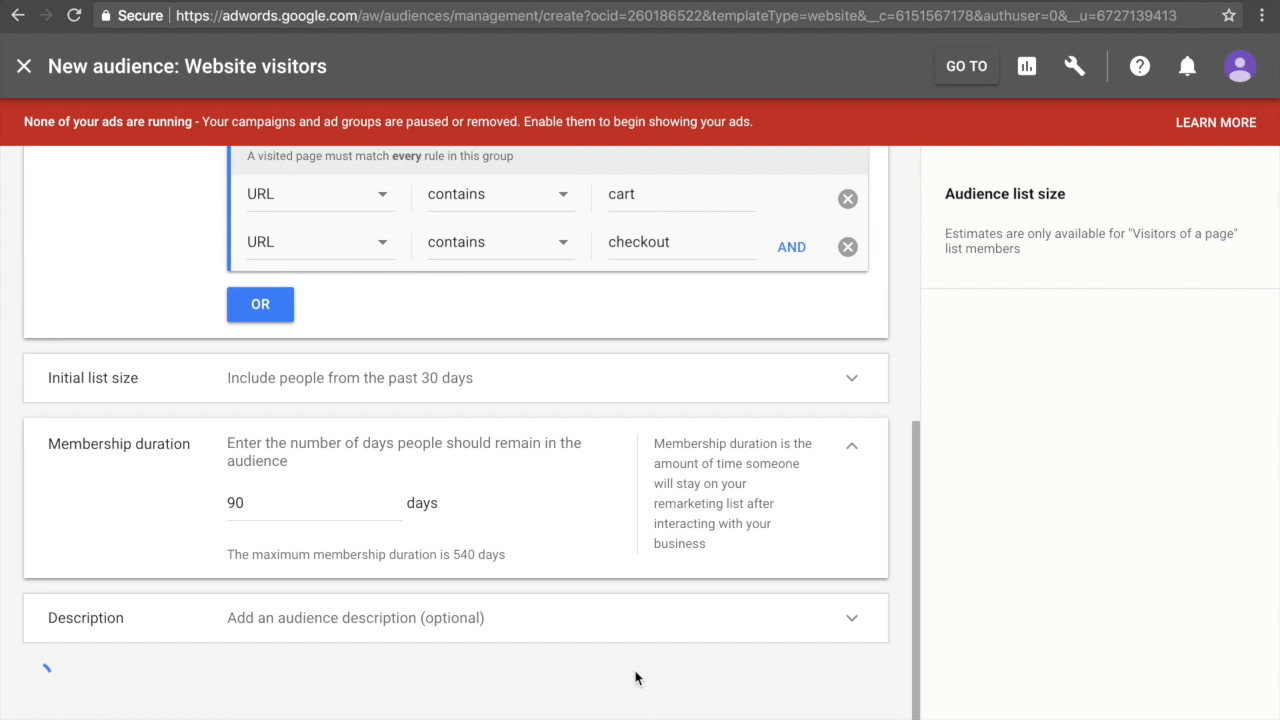 Secure https://adwords.google.com/aw/audiences/management/create?ocid=260186522&templateType=website&__c=6151567178&authuser=0&__u=6727139413
New audience: Website visitors
GO TO
None of your ads are running - Your campaigns and ad groups are paused or removed. Enable them to begin showing your ads.
LEARN MORE
A visited page must match every rule in this group
URL contains cart
URL contains checkout AND
OR
Audience list size
Estimates are only available for "Visitors of a page"
list members
Initial list size
Include people from the past 30 days
Membership duration
Enter the number of days people should remain in the
audience
90 days
The maximum membership duration is 540 days
Membership duration is the
amount of time someone
will stay on your
remarketing list after
interacting with your
business
Description
Add an audience description (optional)